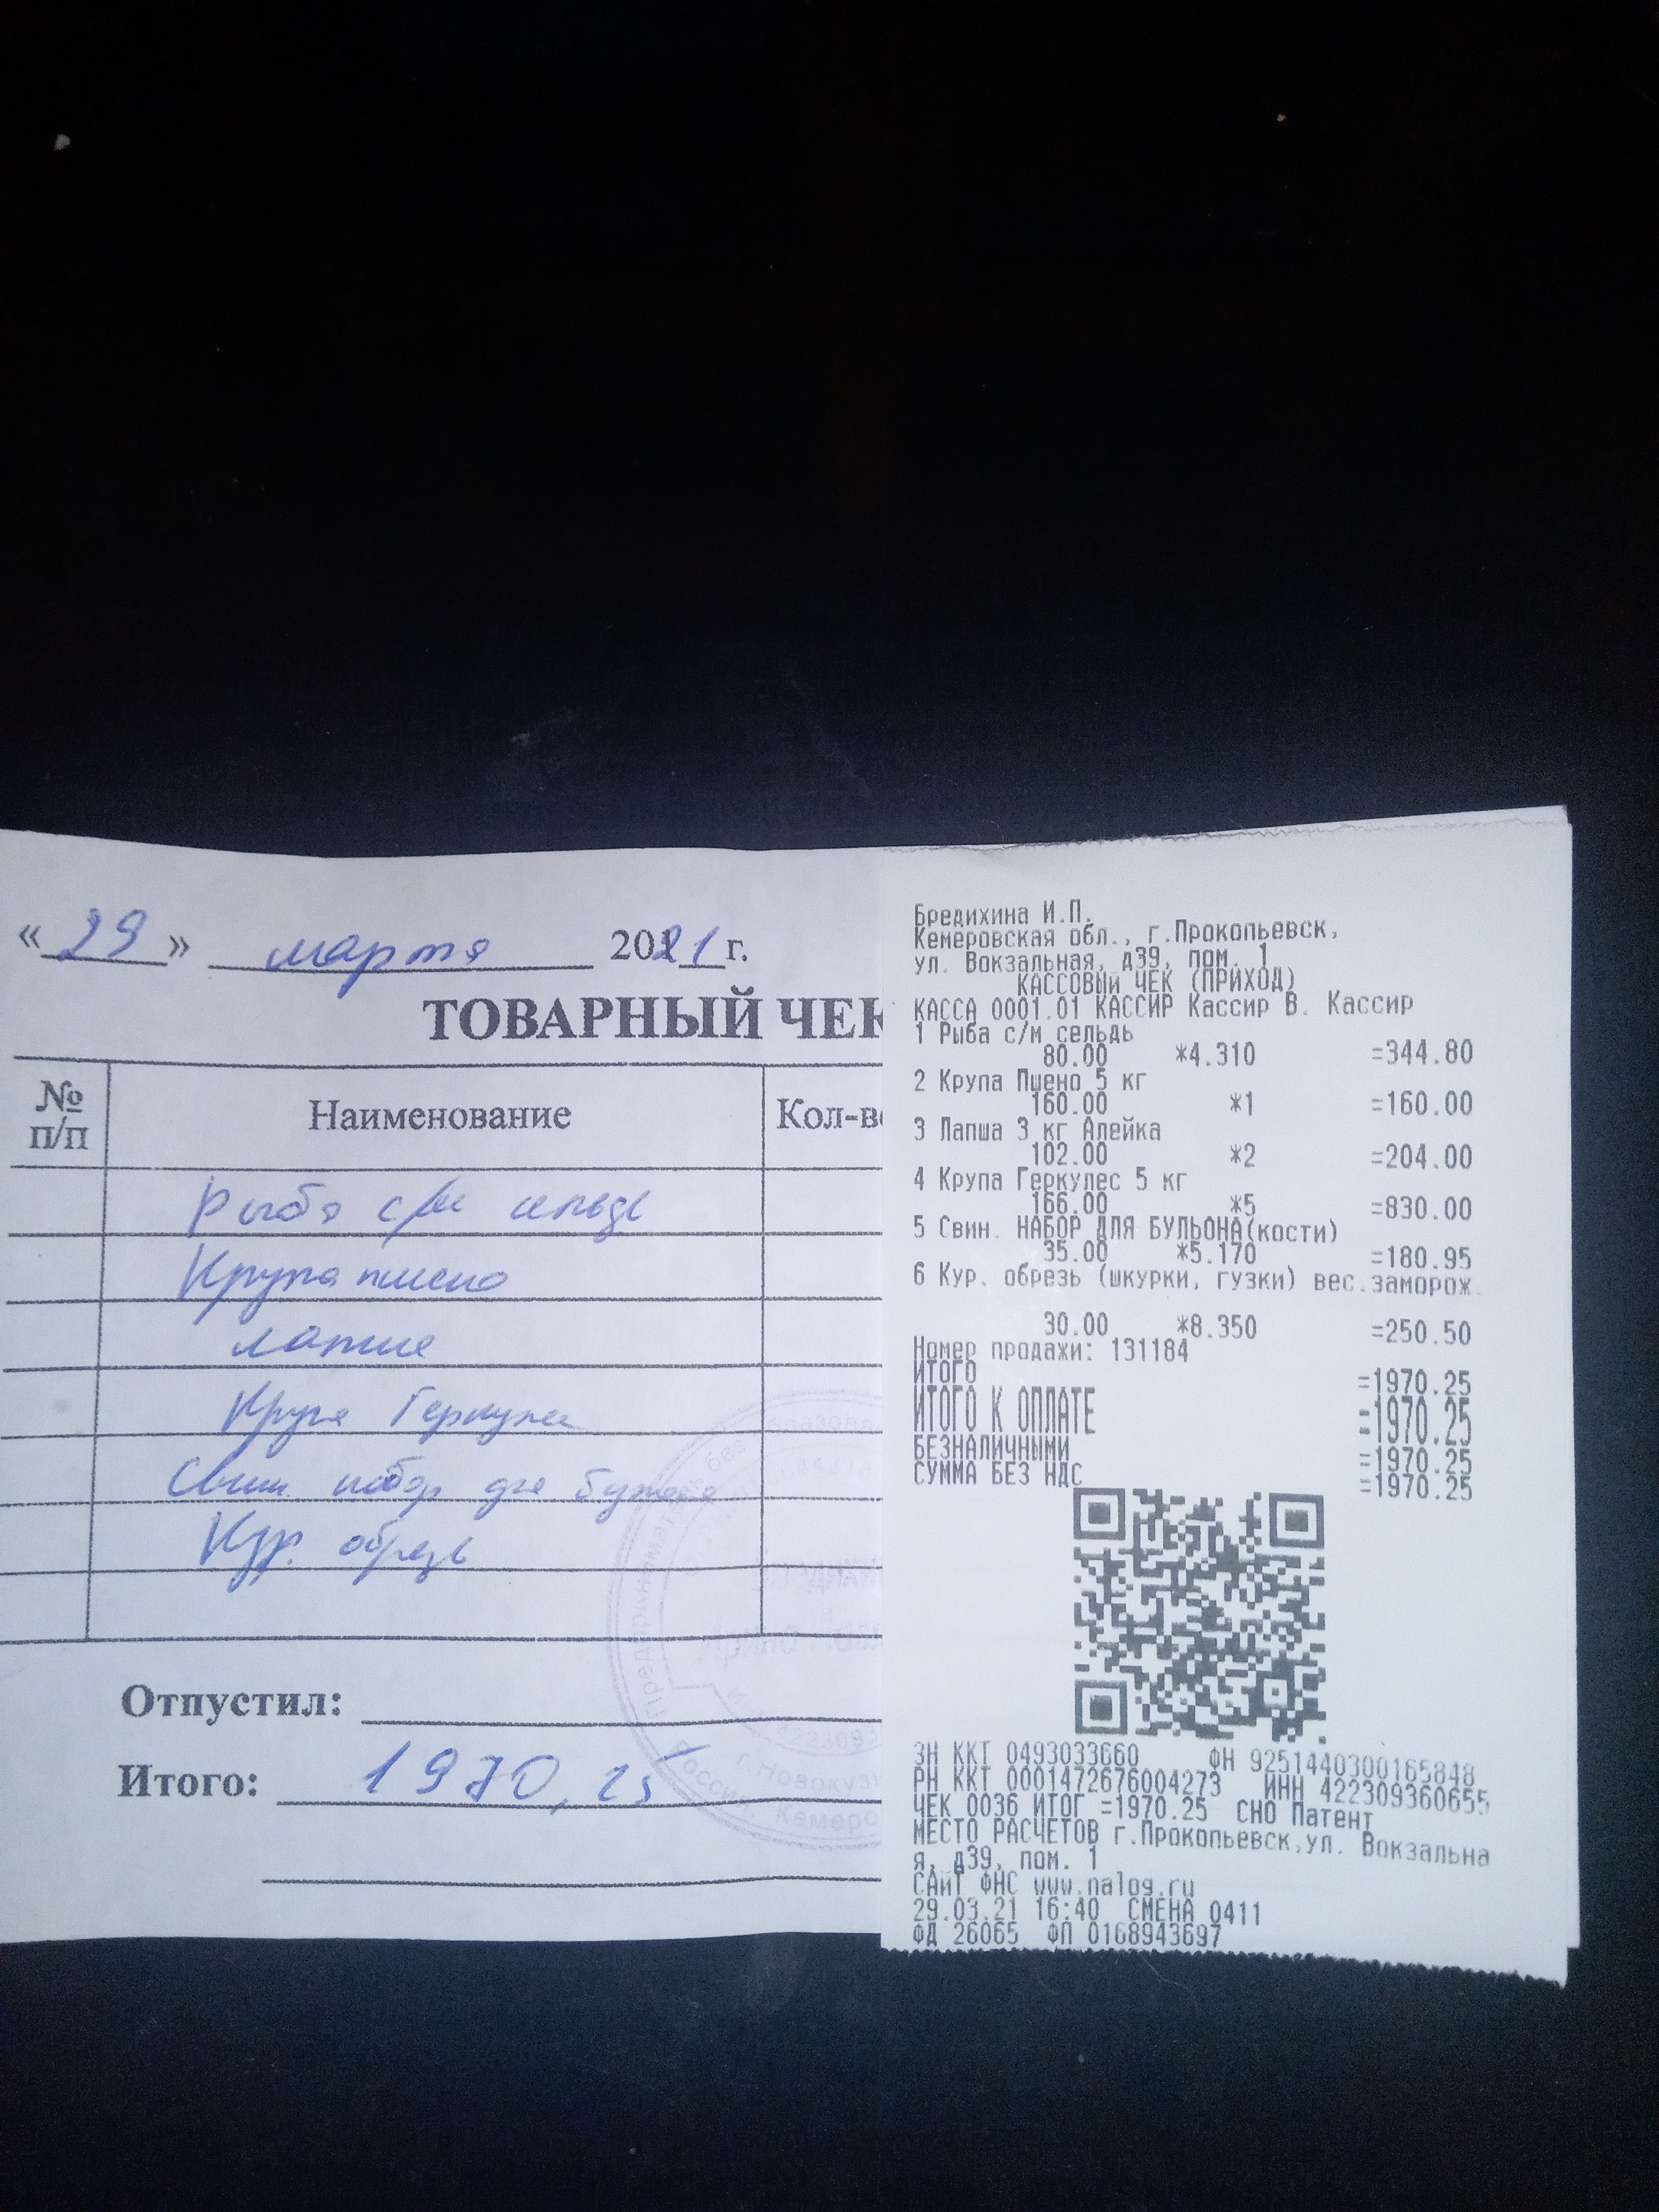 « 29 » марта 2021 г.
ТОВАРНЫЙ ЧЕК
№ п/п Наименование Кол-во
Рыба с/м сельдь
Крупа пшено
лапша
Крупа Геркулес
Свин. набор для бульона
Кур. обрезь
Отпустил:
Итого: 1970,25
Бредихина И.П.
Кемеровская обл., г.Прокопьевск,
ул. Вокзальная, д39, пом. 1
КАССОВЫй ЧЕК (ПРИХОД)
КАССА 0001.01 КАССИР Кассир В. Кассир
1 Рыба с/м сельдь
80.00 *4.310 =344.80
2 Крупа Пшено 5 кг
160.00 *1 =160.00
3 Лапша 3 кг Алейка
102.00 *2 =204.00
4 Крупа Геркулес 5 кг
166.00 *5 =830.00
5 Свин. НАБОР ДЛЯ БУЛЬОНА(кости)
35.00 *5.170 =180.95
6 Кур. обрезь (шкурки, гузки) вес.заморож.
30.00 *8.350 =250.50
Номер продажи: 131184
ИТОГО =1970.25
ИТОГО К ОПЛАТЕ =1970.25
БЕЗНАЛИЧНЫМИ =1970.25
СУММА БЕЗ НДС =1970.25
ЗН ККТ 0493033660 ФН 9251440300165848
РН ККТ 0001472676004273 ИНН 422309360655
ЧЕК 0036 ИТОГ =1970.25 СНО Патент
МЕСТО РАСЧЕТОВ г.Прокопьевск,ул. Вокзальна
я, д39, пом. 1
САйТ ФНС www.nalog.ru
29.03.21 16:40 СМЕНА 0411
ФД 26065 ФП 0168943697